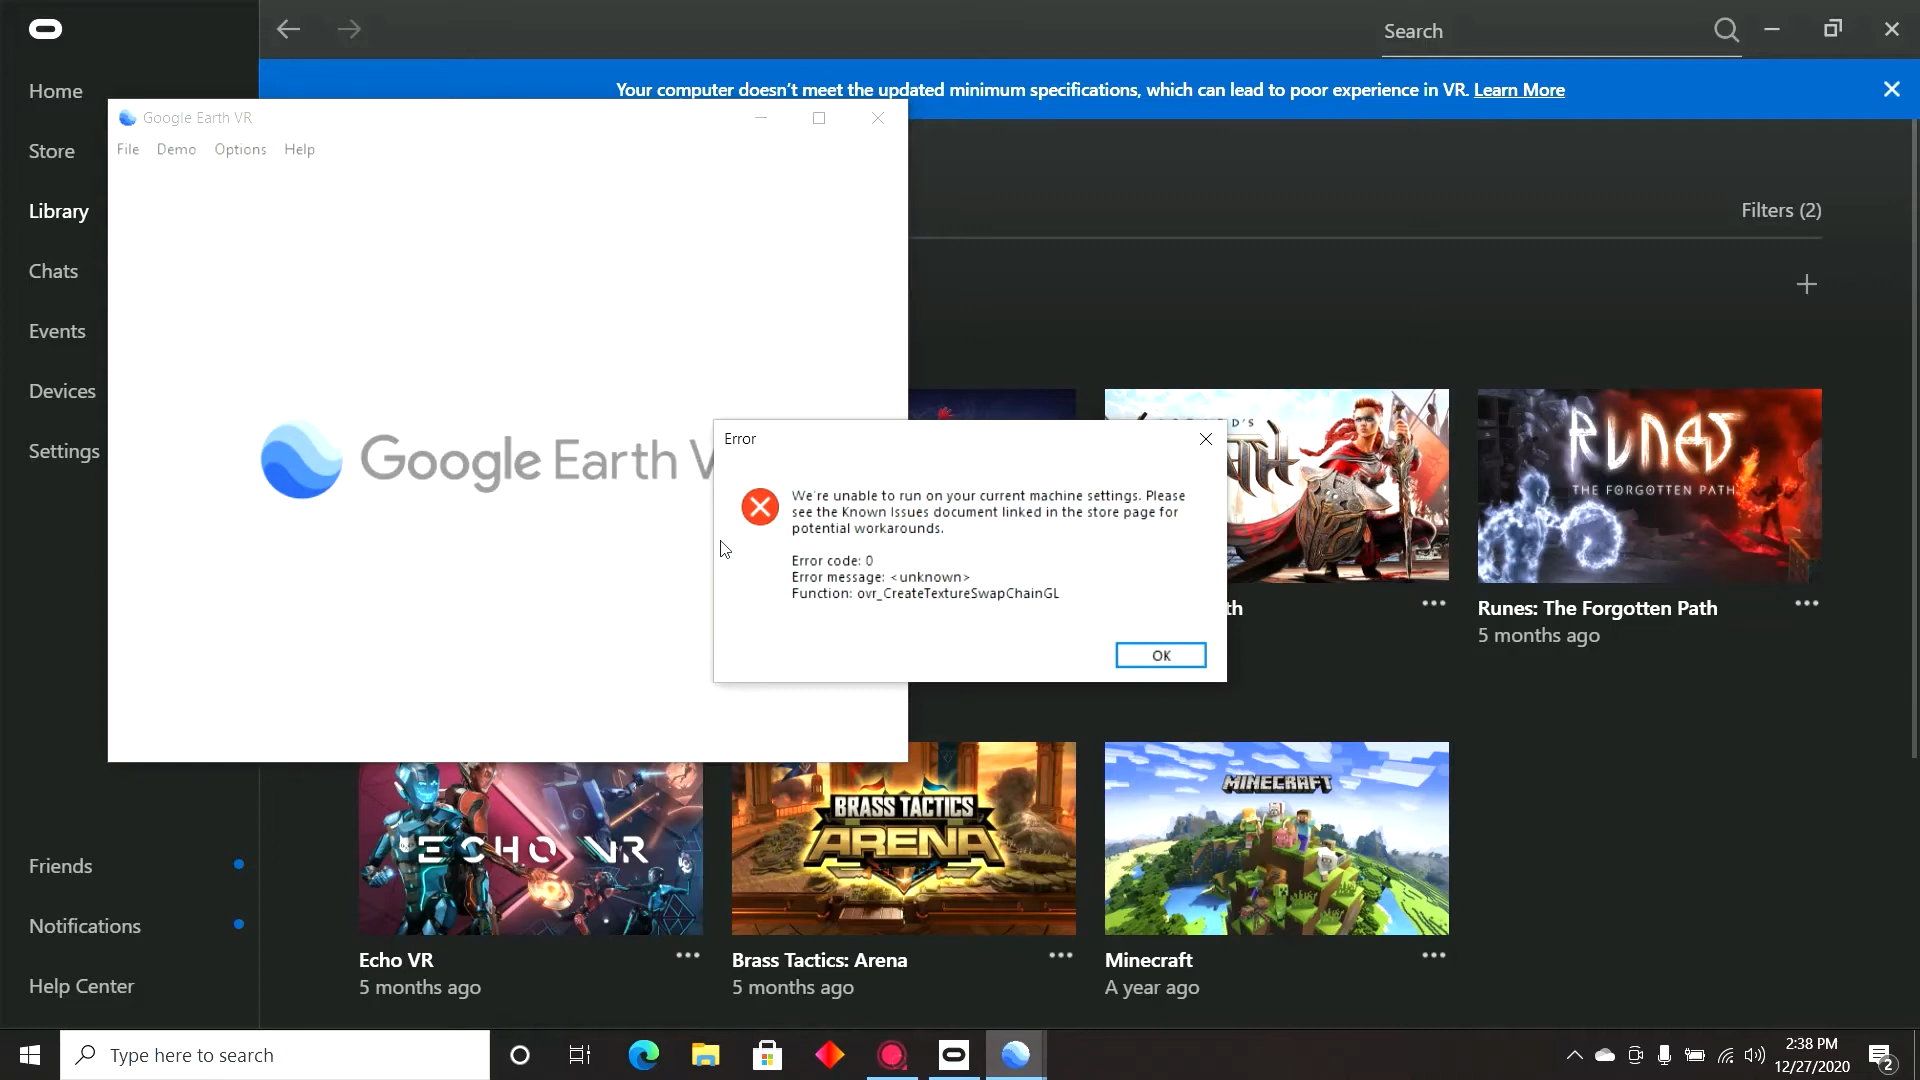 Search
Your computer doesn't meet the updated minimum specifications, which can lead to poor experience in VR. Learn More
Home
Store
Library
Chats
Events
Devices
Settings
Friends
Notifications
Help Center
Google Earth VR
File Demo Options Help
Google Earth
Filters (2)
Error
We're unable to run on your current machine settings. Please
see the Known Issues document linked in the store page for
potential workarounds.
Error code: 0
Error message: <unknown>
Function: ovr_CreateTextureSwapChainGL
OK
RUNES
THE FORGOTTEN PATH
th
Runes: The Forgotten Path
5 months ago
ECHO VR
BRASS TACTICS
ARENA
MINECRAFT
Echo VR
5 months ago
Brass Tactics: Arena
5 months ago
Minecraft
A year ago
Type here to search
2:38 PM
12/27/2020
2